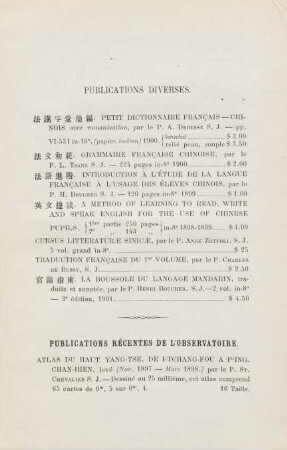 PUBLICATIONS DIVERSES.
法漢字彙簡編. PETIT DICTIONNAIRE FRANÇAIS—CHI-
NOIS avec romanisation, par le P. A. DEBESSE S. J. — pp.
VI-531 in-16°, (papier indien) 1900 broché ... $ 3.00
relié peau, souple $ 3.50
法文初範. GRAMMAIRE FRANÇAISE CHINOISE, par le
P. L. TSANG S. J. — 225 pages in-8° 1900 ... $ 2.00
法語進階. INTRODUCTION À L'ÉTUDE DE LA LANGUE
FRANÇAISE À L'USAGE DES ÉLÈVES CHINOIS, par le
P. H. BOUCHER S. J. — 120 pages in-8° 1899 ... $ 1.00
英文捷訣. A METHOD OF LEARNING TO READ, WRITE
AND SPEAK ENGLISH FOR THE USE OF CHINESE
PUPILS. 1ère partie 250 pages
2e " 143 " in-8° 1898-1899 ... $ 4.00
CURSUS LITTERATURÆ SINICÆ, par le P. ANGE ZOTTOLI, S. J.
5 vol. grand in-8° ... $ 25
TRADUCTION FRANÇAISE DU 1er VOLUME, par le P. CHARLES
DE BUSSY, S. J. — in-8° ... $ 4.00
官話指南. LA BOUSSOLE DU LANGAGE MANDARIN, tra-
duite et annotée, par le P. HENRI BOUCHER, S. J.—2 vol. in-8°
— 3e édition, 1901 ... $ 4.50
PUBLICATIONS RÉCENTES DE L'OBSERVATOIRE.
ATLAS DU HAUT YANG-TSE, DE I-TCHANG-FOU A P'ING-
CHAN-HIEN, levé (Nov. 1897 — Mars 1898.) par le P. ST.
CHEVALIER S. J.— Dessiné au 25 millième, cet atlas comprend
65 cartes de 0m, 5 sur 0m, 4. 16 Taëls.